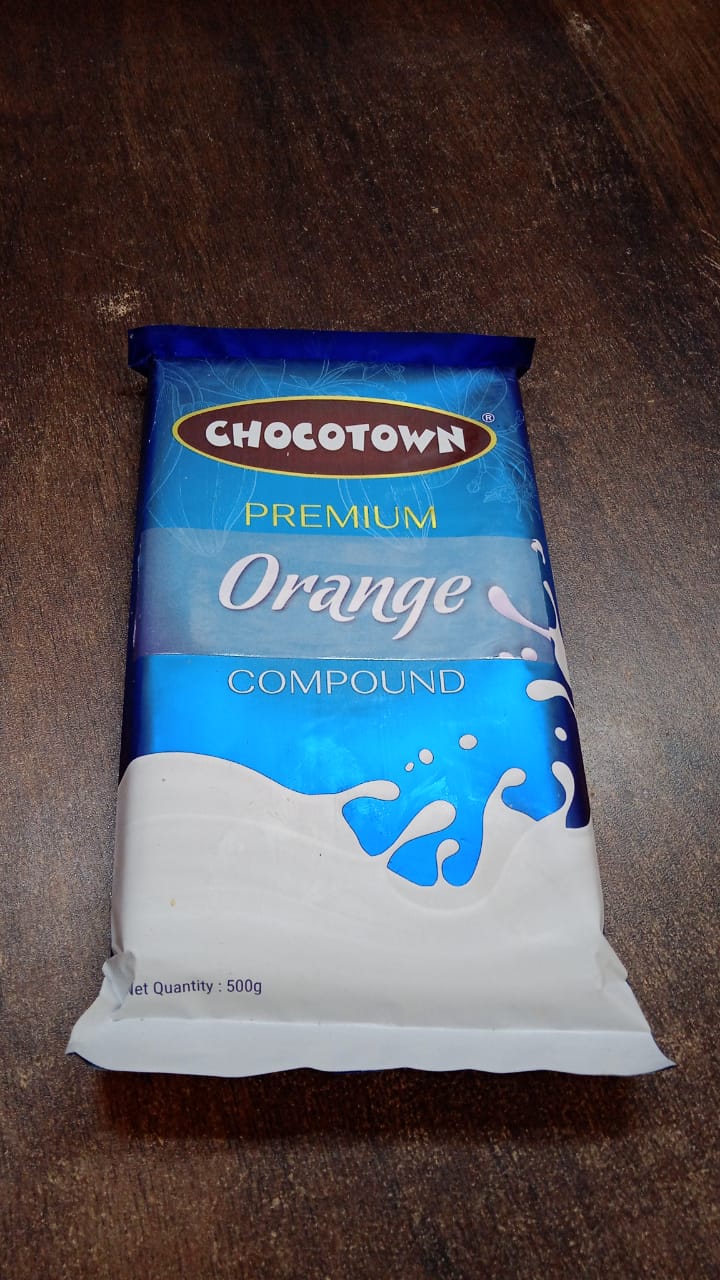 CHOCOTOWN ®
PREMIUM
Orange
COMPOUND
Net Quantity : 500g